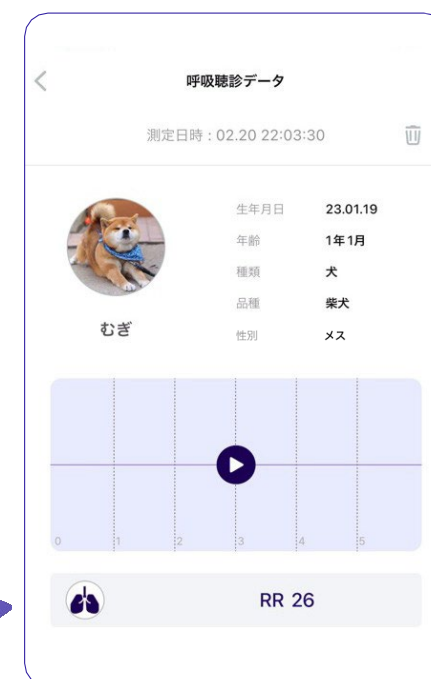 呼吸聴診データ
測定日時 : 02.20 22:03:30
生年月日 23.01.19
年齢 1年1月
種類 犬
品種 柴犬
性別 メス
むぎ
0 1 2 3 4 5
RR 26